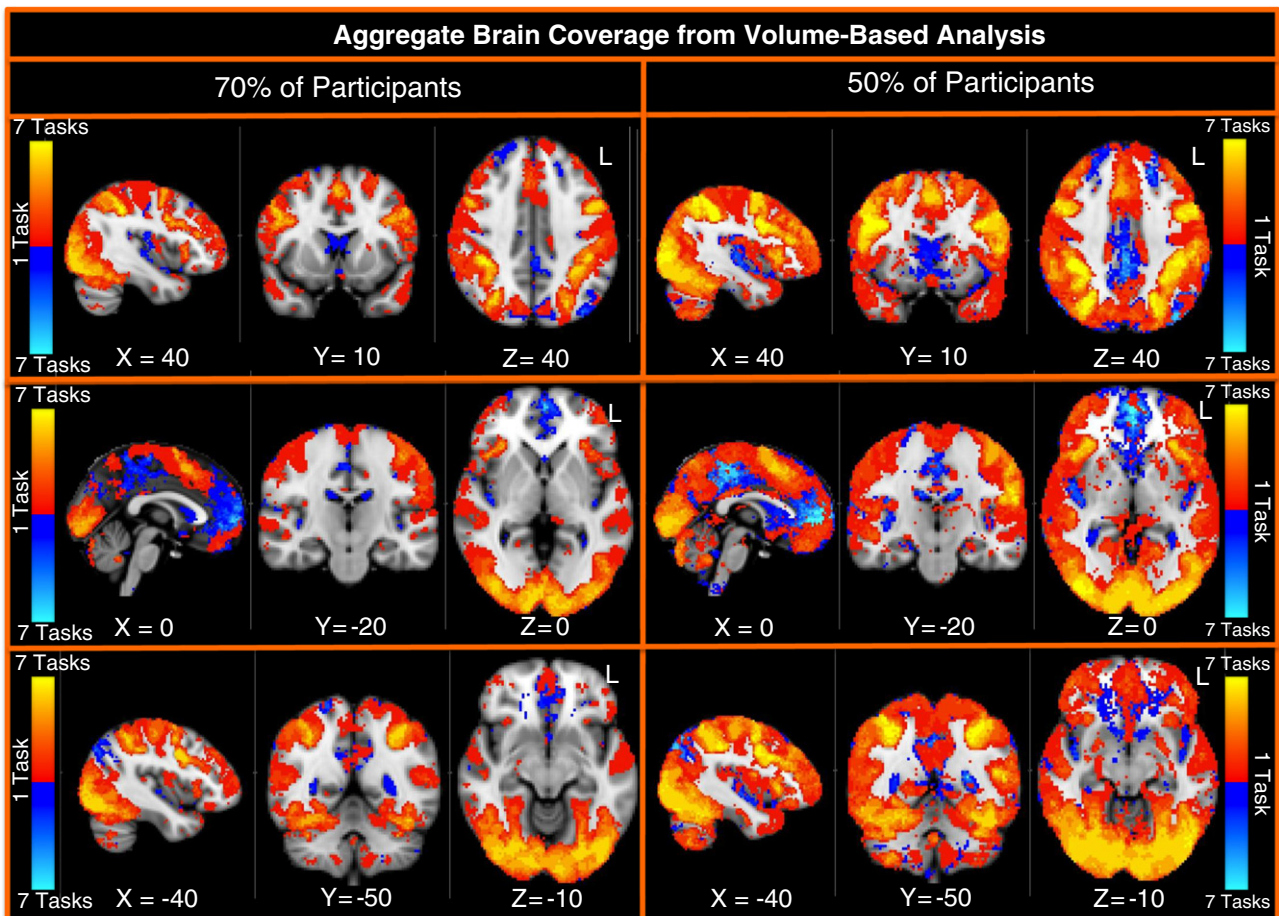 Aggregate Brain Coverage from Volume-Based Analysis
70% of Participants
50% of Participants
7 Tasks
1 Task
7 Tasks
L
X = 40
Y= 10
Z= 40
7 Tasks
1 Task
7 Tasks
L
X = 40
Y= 10
Z= 40
7 Tasks
1 Task
7 Tasks
L
X = 0
Y= -20
Z= 0
7 Tasks
1 Task
7 Tasks
L
X = 0
Y= -20
Z= 0
7 Tasks
1 Task
7 Tasks
L
X = -40
Y= -50
Z= -10
7 Tasks
1 Task
7 Tasks
L
X = -40
Y= -50
Z= -10